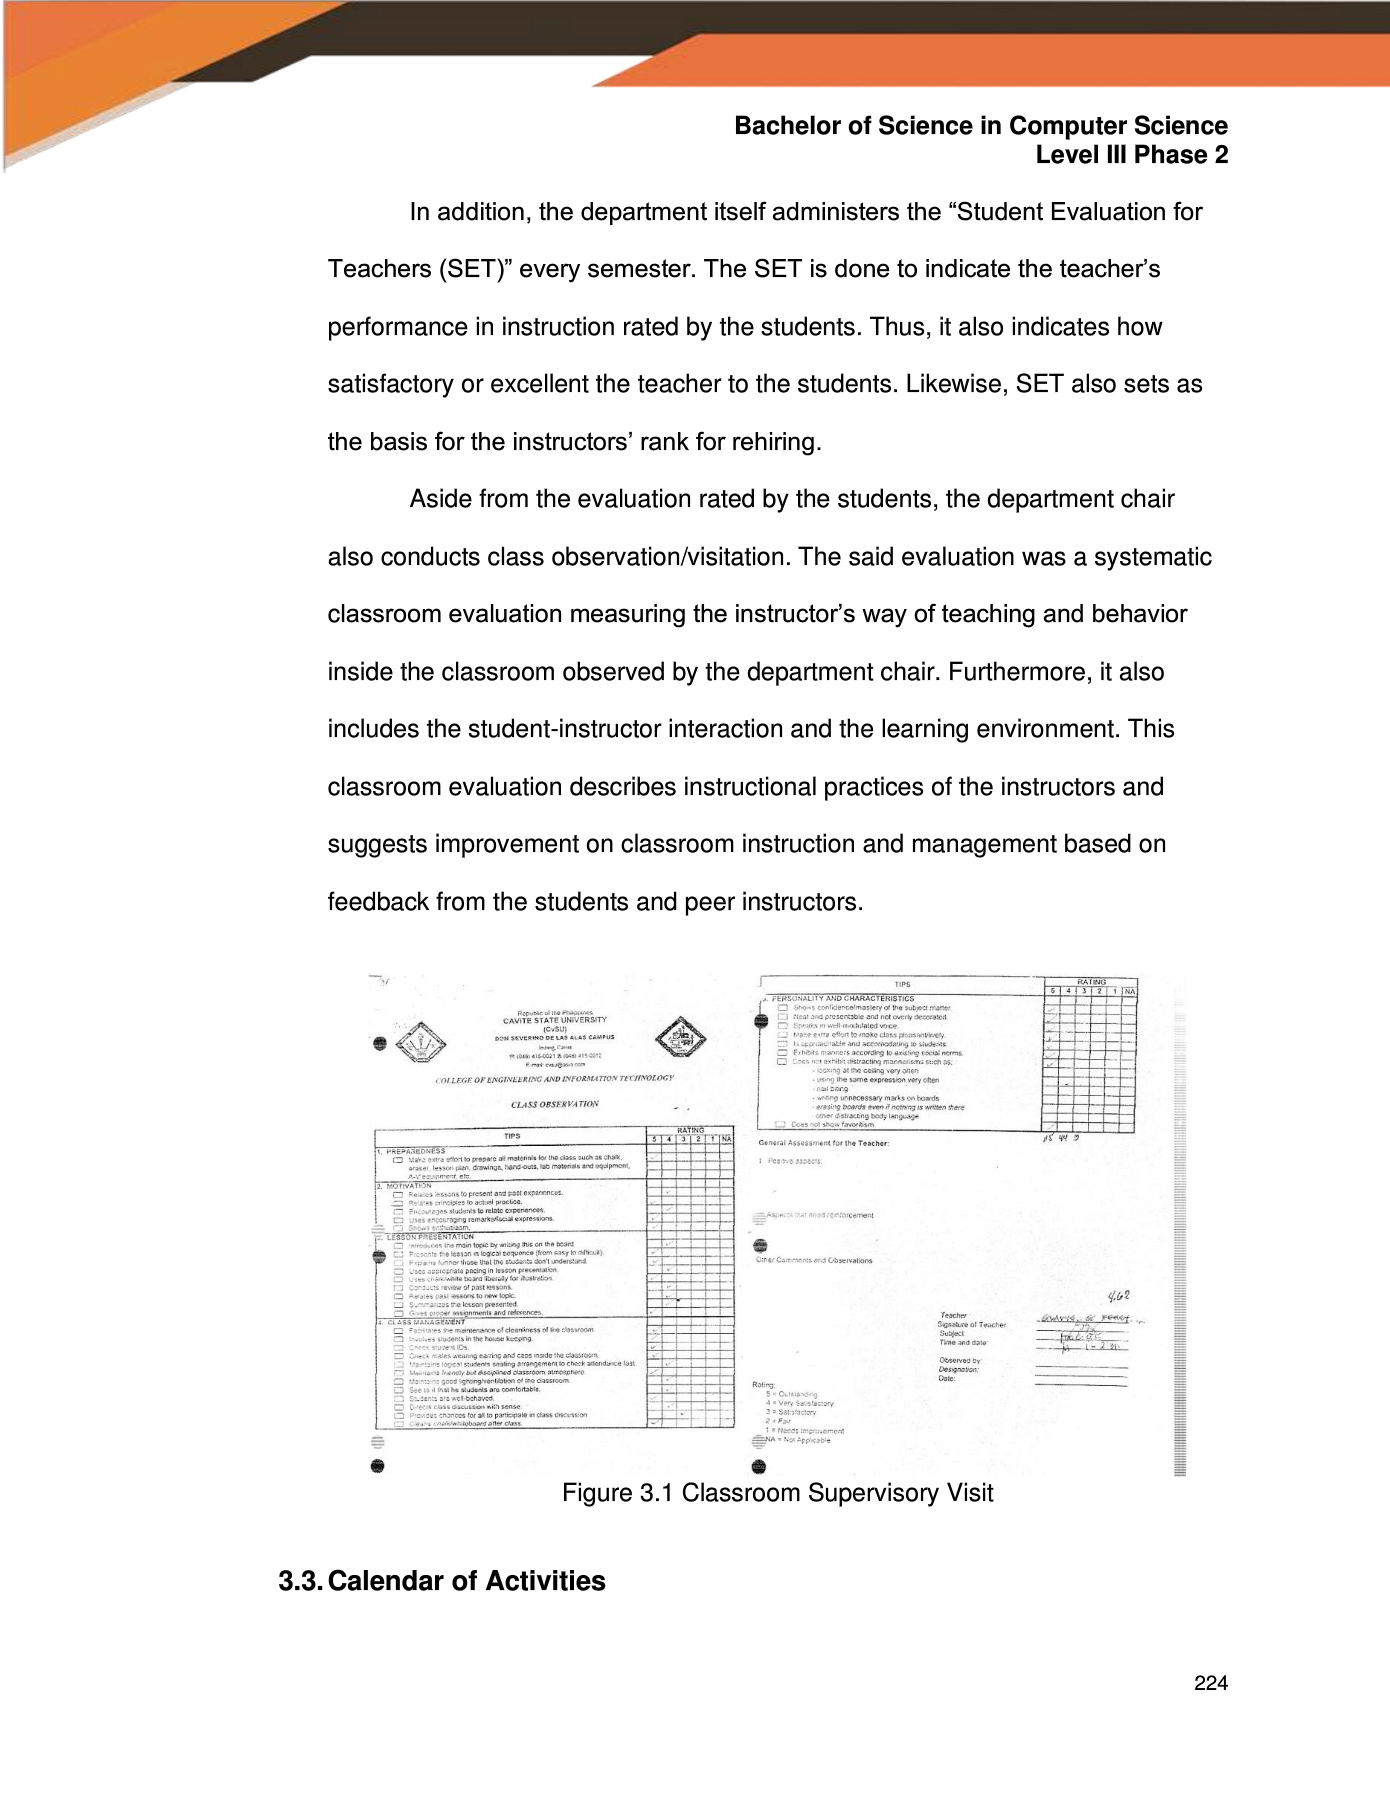 Bachelor of Science in Computer Science
Level III Phase 2
In addition, the department itself administers the “Student Evaluation for
Teachers (SET)” every semester. The SET is done to indicate the teacher’s
performance in instruction rated by the students. Thus, it also indicates how
satisfactory or excellent the teacher to the students. Likewise, SET also sets as
the basis for the instructors’ rank for rehiring.
Aside from the evaluation rated by the students, the department chair
also conducts class observation/visitation. The said evaluation was a systematic
classroom evaluation measuring the instructor’s way of teaching and behavior
inside the classroom observed by the department chair. Furthermore, it also
includes the student-instructor interaction and the learning environment. This
classroom evaluation describes instructional practices of the instructors and
suggests improvement on classroom instruction and management based on
feedback from the students and peer instructors.
Republic of the Philippines
CAVITE STATE UNIVERSITY
(CvSU)
DON SEVERINO DE LAS ALAS CAMPUS
Indang, Cavite
COLLEGE OF ENGINEERING AND INFORMATION TECHNOLOGY
CLASS OBSERVATION
TIPS
RATING
5 4 3 2 1 NA
1. PREPAREDNESS
Make extra effort to prepare all materials for the class such as chalk,
eraser, lesson plan, drawings, hand-outs, lab materials and equipment,
A-V equipment, etc.
2. MOTIVATION
Relates lessons to present and past experiences.
Relates principles to actual practice.
Encourages students to relate experiences.
Uses encouraging remarks/facial expressions.
Shows enthusiasm.
LESSON PRESENTATION
Introduces the main topic by writing this on the board.
Presents the lesson in logical sequence (from easy to difficult).
Explains further those that the students don't understand.
Uses appropriate pacing in lesson presentation.
Uses chalk/white board liberally for illustration.
Conducts review of past lessons.
Relates past lessons to new topic.
Summarizes the lesson presented.
Gives proper assignments and references.
4. CLASS MANAGEMENT
Facilitates the maintenance of cleanliness of the classroom.
Involves students in the house keeping.
Check student IDs.
Check males wearing earring and caps inside the classroom.
Maintains logical students seating arrangement to check attendance fast.
Maintains friendly but disciplined classroom atmosphere.
Maintains good lighting/ventilation of the classroom.
See to it that he students are comfortable.
Students are well-behaved.
Directs class discussion with sense.
Provides chances for all to participate in class discussion
Cleans chalk/whiteboard after class.
TIPS
RATING
5 4 3 2 1 NA
PERSONALITY AND CHARACTERISTICS
Shows confidence/mastery of the subject matter.
Neat and presentable and not overly decorated.
Speaks in well-modulated voice.
Make extra effort to make class pleasant/lively.
Is approachable and accomodating to students.
Exhibits manners according to existing social norms.
Does not exhibit distracting mannerisms such as:
- looking at the ceiling very often
- using the same expression very often
- nail biting
- writing unnecessary marks on boards
- erasing boards even if nothing is written there
- other distracting body language
Does not show favoritism.
General Assessment for the Teacher:
1. Positive aspects:
Aspects that need reinforcement
Other Comments and Observations
4.62
Teacher
Signature of Teacher
Subject
Time and date
Observed by
Designation:
Date:
Rating:
5 = Outstanding
4 = Very Satisfactory
3 = Satisfactory
2 = Fair
1 = Needs Improvement
NA = Not Applicable
Figure 3.1 Classroom Supervisory Visit
3.3. Calendar of Activities
224